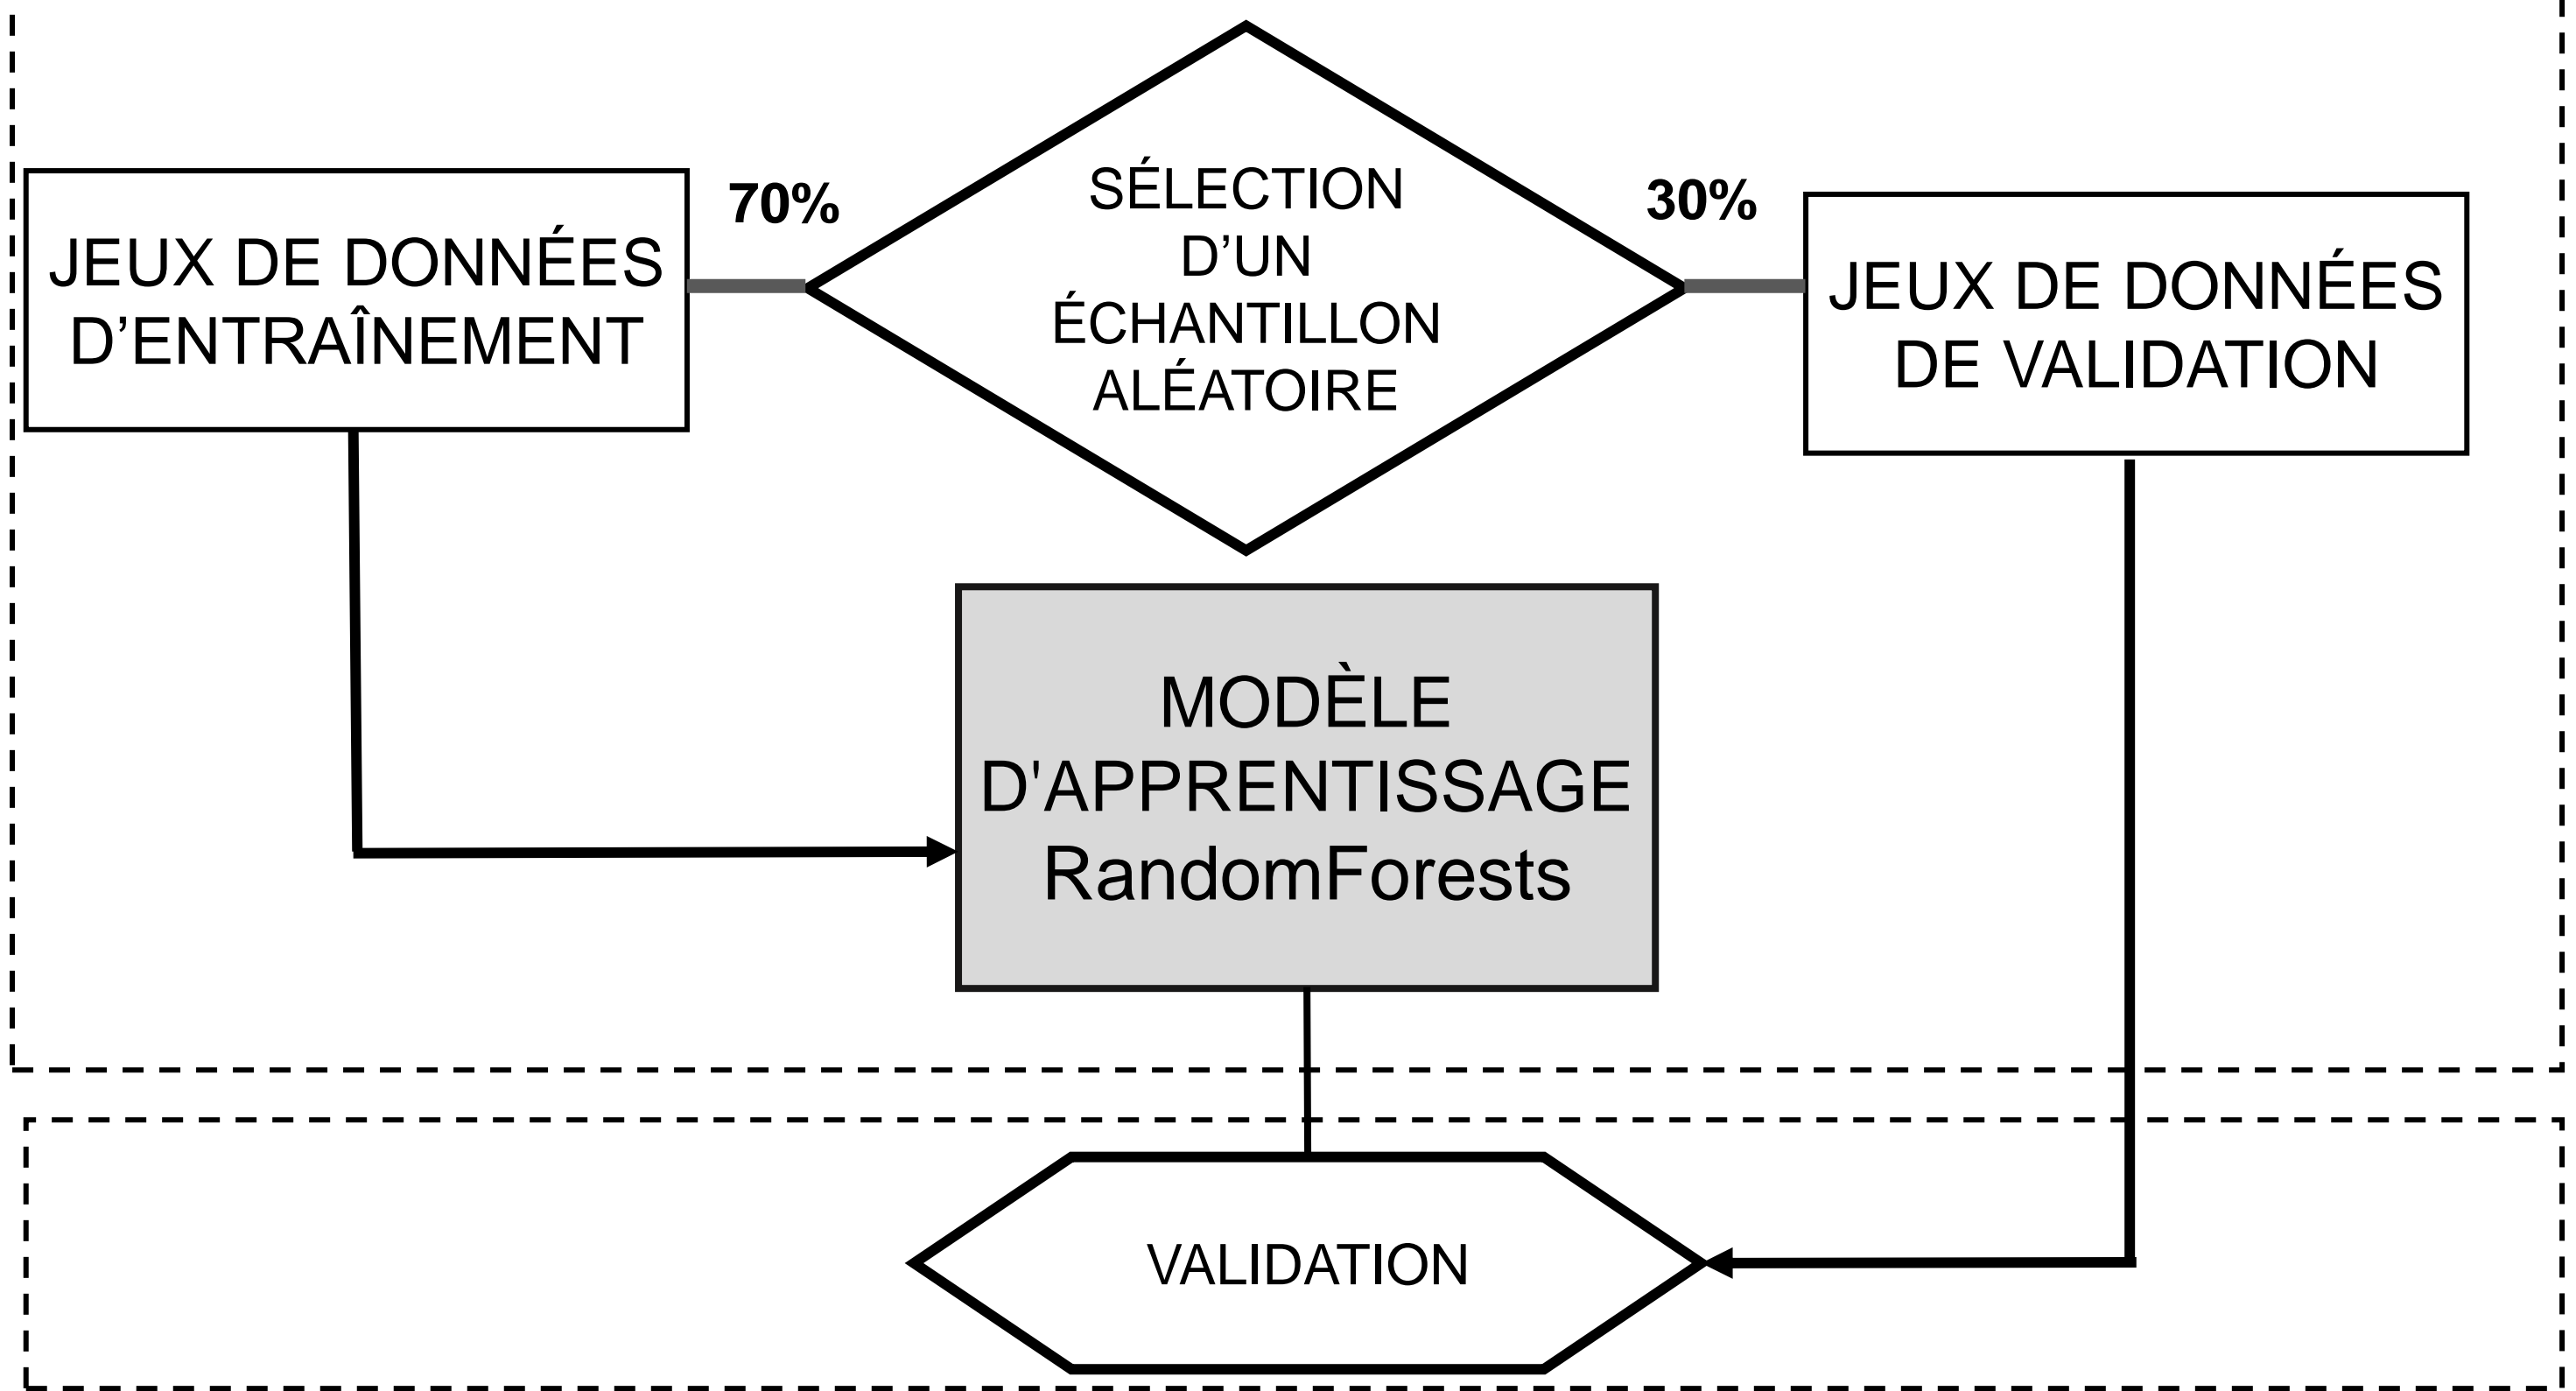 JEUX DE DONNÉES
D’ENTRAÎNEMENT
70%
SÉLECTION
D’UN
ÉCHANTILLON
ALÉATOIRE
30%
JEUX DE DONNÉES
DE VALIDATION
MODÈLE
D'APPRENTISSAGE
RandomForests
VALIDATION